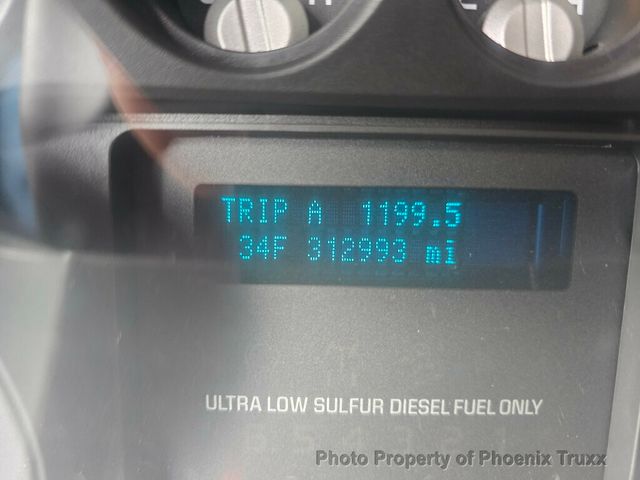 TRIP A 1199.5
34F 312993 mi
ULTRA LOW SULFUR DIESEL FUEL ONLY
Photo Property of Phoenix Truxx